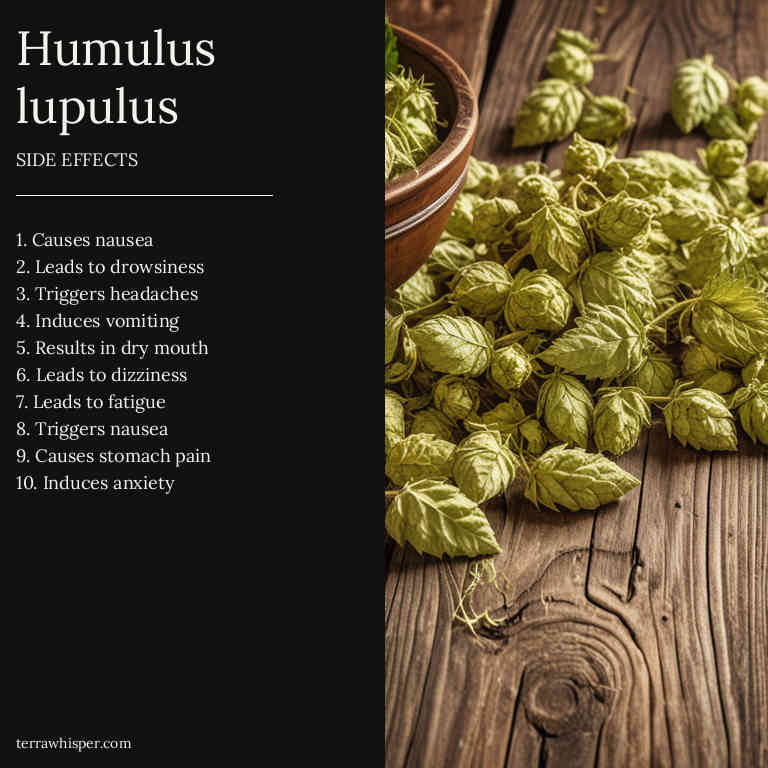 Humulus
lupulus
SIDE EFFECTS
1. Causes nausea
2. Leads to drowsiness
3. Triggers headaches
4. Induces vomiting
5. Results in dry mouth
6. Leads to dizziness
7. Leads to fatigue
8. Triggers nausea
9. Causes stomach pain
10. Induces anxiety
terrawhisper.com